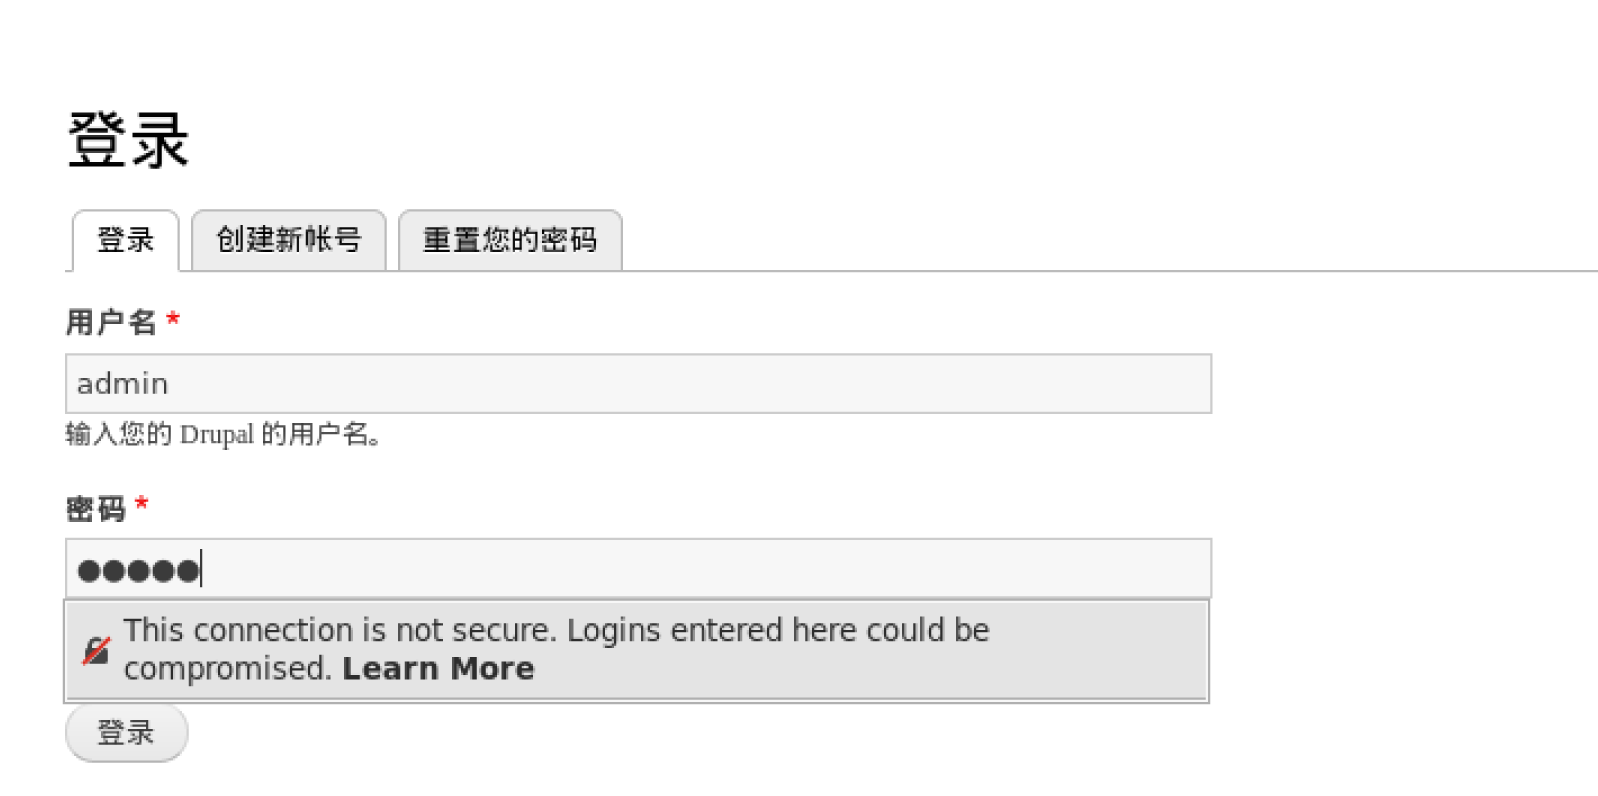 登录
登录 创建新帐号 重置您的密码
用户名 *
admin
输入您的 Drupal 的用户名。
密码 *
●●●●●
This connection is not secure. Logins entered here could be
compromised. Learn More
登录